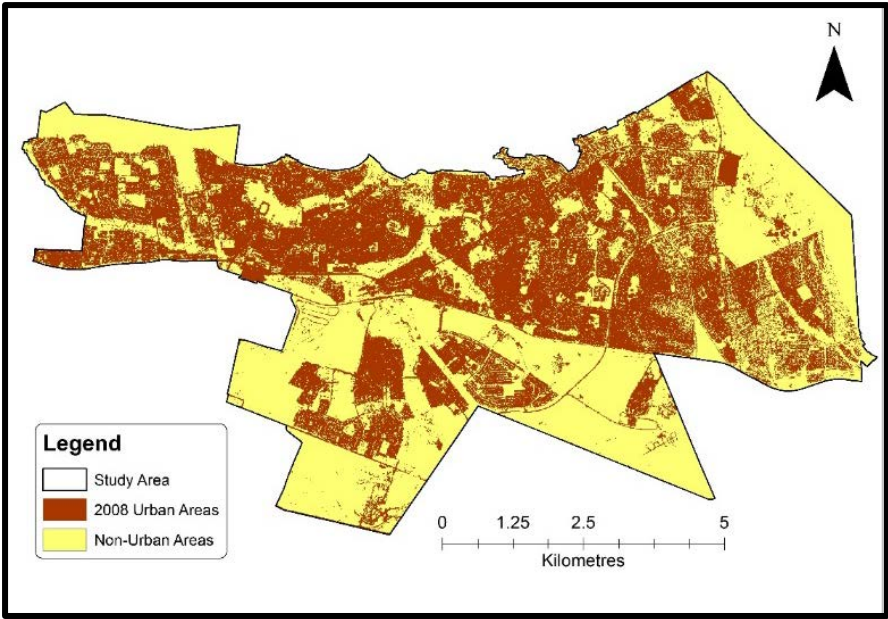 N
Legend
Study Area
2008 Urban Areas
Non-Urban Areas
0 1.25 2.5 5
Kilometres